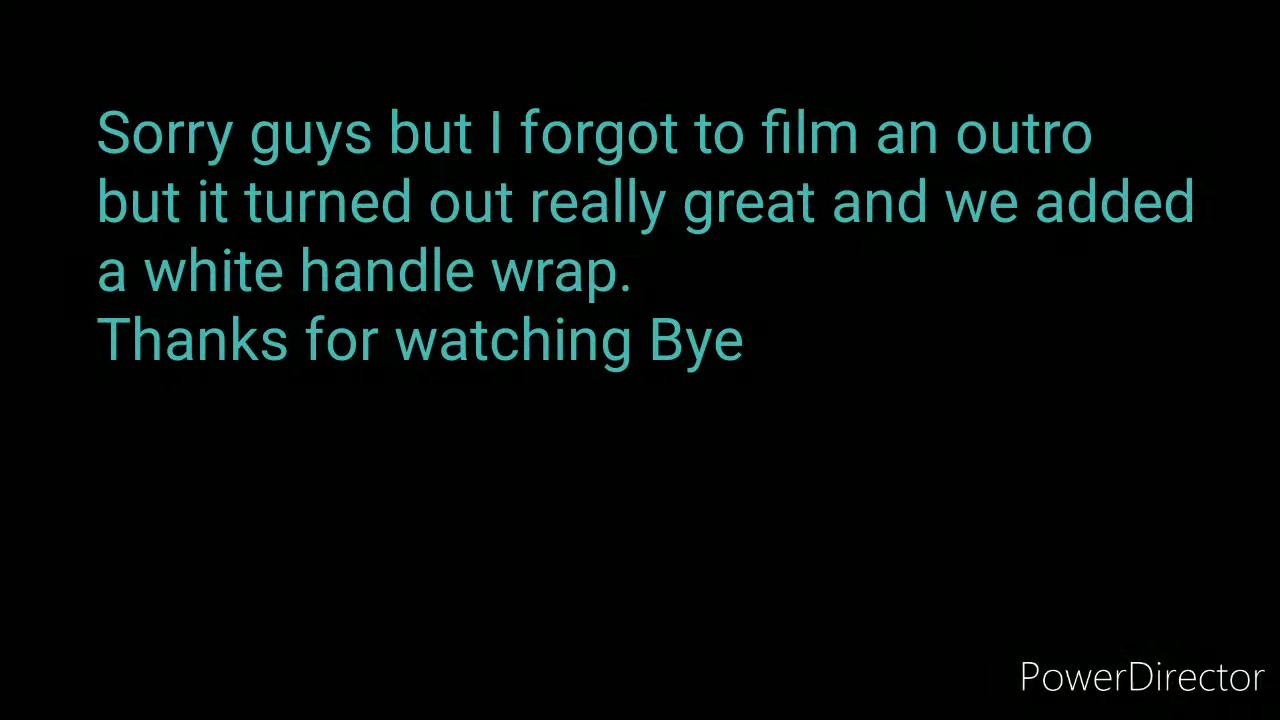 Sorry guys but I forgot to film an outro
but it turned out really great and we added
a white handle wrap.
Thanks for watching Bye
PowerDirector